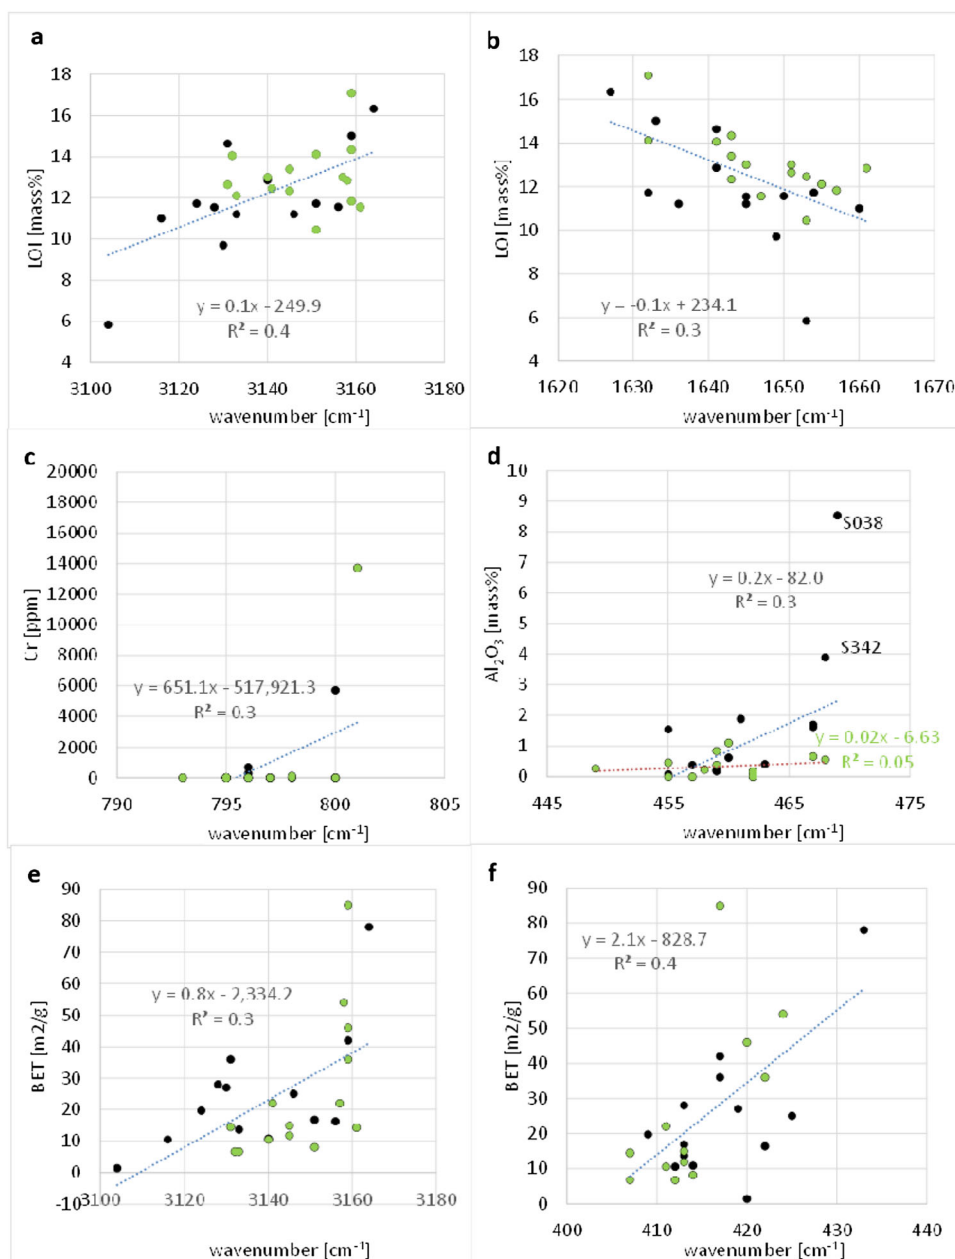 a
18
16
14
12
10
8
6
4
LOI [mass%]
y = 0.1x - 249.9
R² = 0.4
3100 3120 3140 3160 3180
wavenumber [cm⁻¹]
b
18
16
14
12
10
8
6
4
LOI [mass%]
y = -0.1x + 234.1
R² = 0.3
1620 1630 1640 1650 1660 1670
wavenumber [cm⁻¹]
c
20000
18000
16000
14000
12000
10000
8000
6000
4000
2000
0
Cr [ppm]
y = 651.1x - 517,921.3
R² = 0.3
790 795 800 805
wavenumber [cm⁻¹]
d
10
9
8
7
6
5
4
3
2
1
0
Al₂O₃ [mass%]
S038
y = 0.2x - 82.0
R² = 0.3
S342
y = 0.02x - 6.63
R² = 0.05
445 455 465 475
wavenumber [cm⁻¹]
e
90
80
70
60
50
40
30
20
10
0
-10
BET [m2/g]
y = 0.8x - 2,334.2
R² = 0.3
3100 3120 3140 3160 3180
wavenumber [cm⁻¹]
f
90
80
70
60
50
40
30
20
10
0
BET [m2/g]
y = 2.1x - 828.7
R² = 0.4
400 410 420 430 440
wavenumber [cm⁻¹]